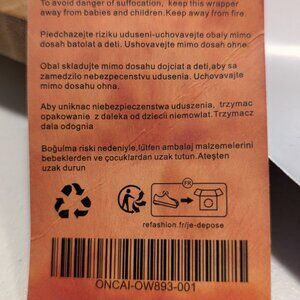 To avoid danger of suffocation, keep this wrapper
away from babies and children.Keep away from fire.
Piedchazejte riziku uduseni-uchovavejte obaly mimo
dosah batolat a deti. Ushovavejte mimo dosah ohne.
Obal skladujte mimo dosahu dojciat a deti,aby sa
zamedzilo nebezpecenstvu udusenia. Uchovavajte
mimo dosahu ohna.
Aby uniknac niebezpieczenstwa uduszenia, trzymac
opakowanie z daleka od dziecii niemowlat.Trzymacz
dala odognia
Boğulma riski nedeniyle,lütfen ambalaj malzemelerini
bebeklerden ve çocuklardan uzak tutun.Ateşten
uzak durun
FR
refashion.fr/je-depose
ONCAI-OW893-001